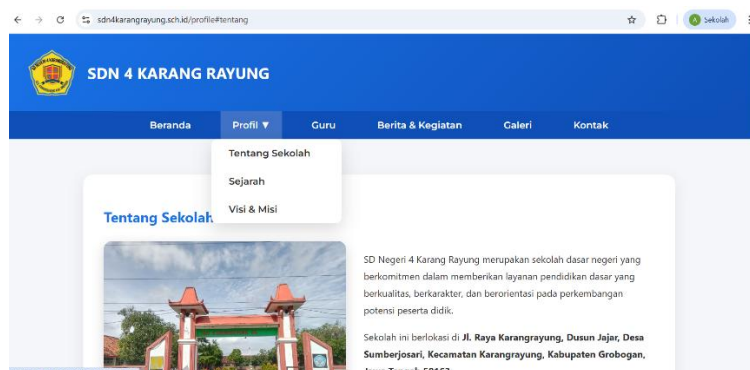 sdn4karangrayung.sch.id/profile#tentang
Sekolah
SDN 4 KARANG RAYUNG
Beranda
Profil ▼
Guru
Berita & Kegiatan
Galeri
Kontak
Tentang Sekolah
Sejarah
Visi & Misi
Tentang Sekolah
SD Negeri 4 Karang Rayung merupakan sekolah dasar negeri yang
berkomitmen dalam memberikan layanan pendidikan dasar yang
berkualitas, berkarakter, dan berorientasi pada perkembangan
potensi peserta didik.
Sekolah ini berlokasi di Jl. Raya Karangrayung, Dusun Jajar, Desa
Sumberjosari, Kecamatan Karangrayung, Kabupaten Grobogan,